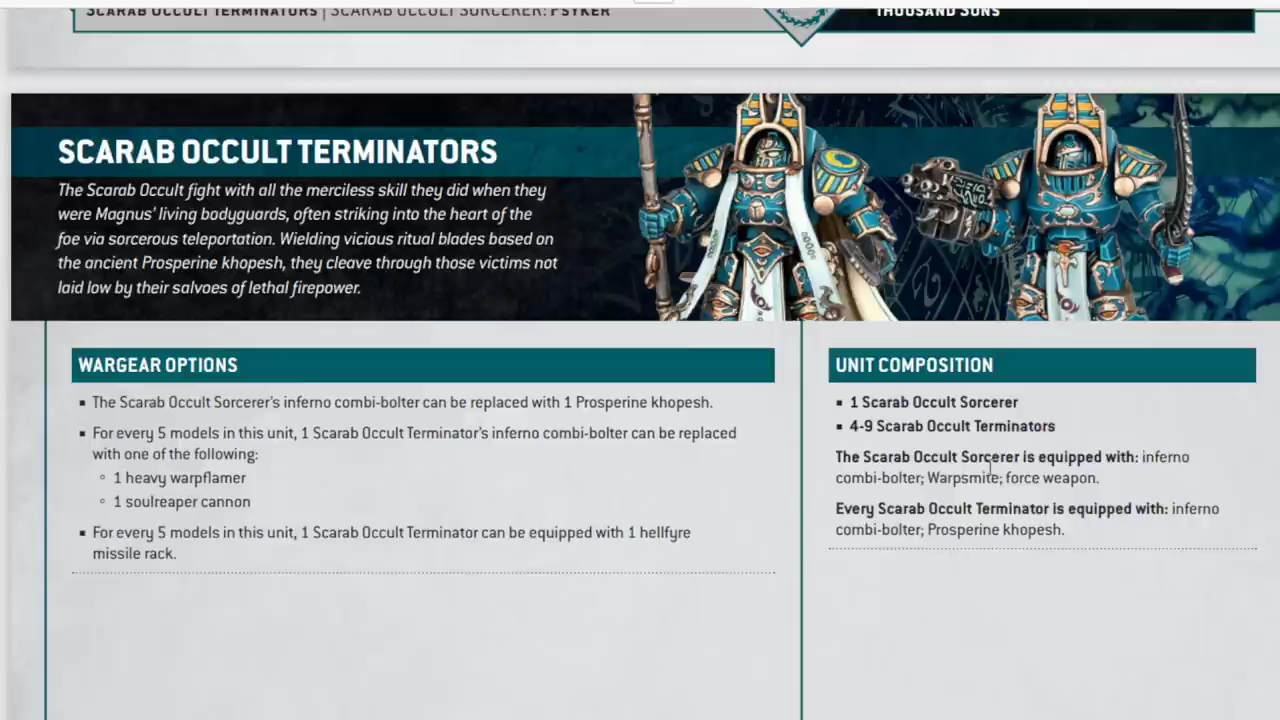 SCARAB OCCULT TERMINATORS | SCARAB OCCULT SORCERER: PSYKER
THOUSAND SONS
SCARAB OCCULT TERMINATORS
The Scarab Occult fight with all the merciless skill they did when they
were Magnus' living bodyguards, often striking into the heart of the
foe via sorcerous teleportation. Wielding vicious ritual blades based on
the ancient Prosperine khopesh, they cleave through those victims not
laid low by their salvoes of lethal firepower.
WARGEAR OPTIONS
▪ The Scarab Occult Sorcerer's inferno combi-bolter can be replaced with 1 Prosperine khopesh.
▪ For every 5 models in this unit, 1 Scarab Occult Terminator's inferno combi-bolter can be replaced
with one of the following:
◦ 1 heavy warpflamer
◦ 1 soulreaper cannon
▪ For every 5 models in this unit, 1 Scarab Occult Terminator can be equipped with 1 hellfyre
missile rack.
UNIT COMPOSITION
▪ 1 Scarab Occult Sorcerer
▪ 4-9 Scarab Occult Terminators
The Scarab Occult Sorcerer is equipped with: inferno
combi-bolter; Warpsmite; force weapon.
Every Scarab Occult Terminator is equipped with: inferno
combi-bolter; Prosperine khopesh.